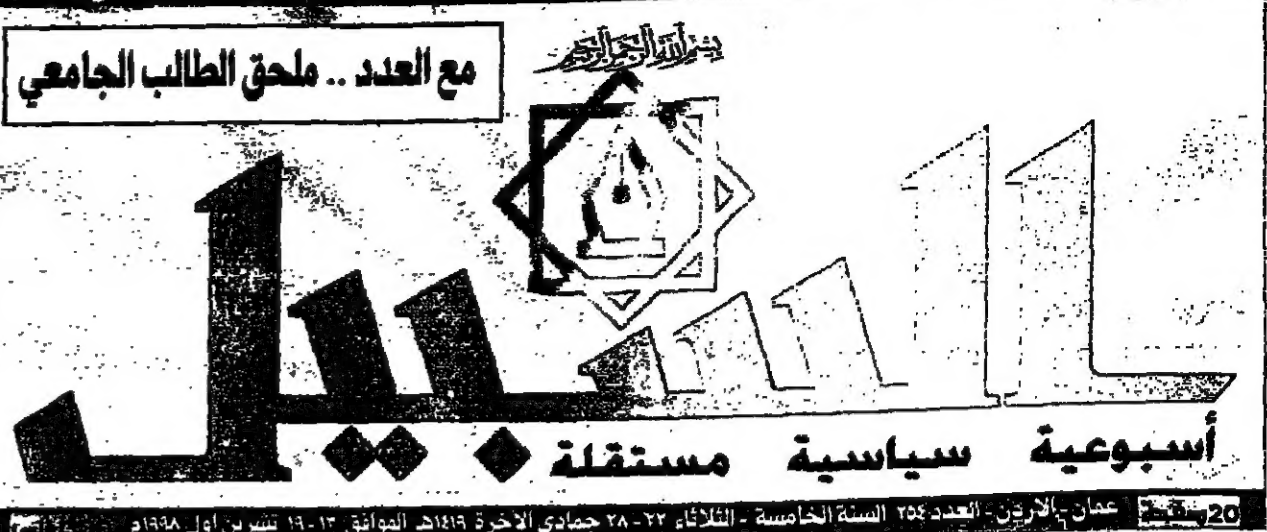 بسم الله الرحمن الرحيم
مع العدد .. ملحق الطالب الجامعي
السبيل
أسبوعية سياسية مستقلة
20 عمان - الاردن - العدد ٢٥٤ السنة الخامسة - الثلاثاء ٢٢ - ٢٨ جمادى الآخرة ١٤١٩هـ الموافق ١٣ - ١٩ تشرين أول ١٩٩٨م